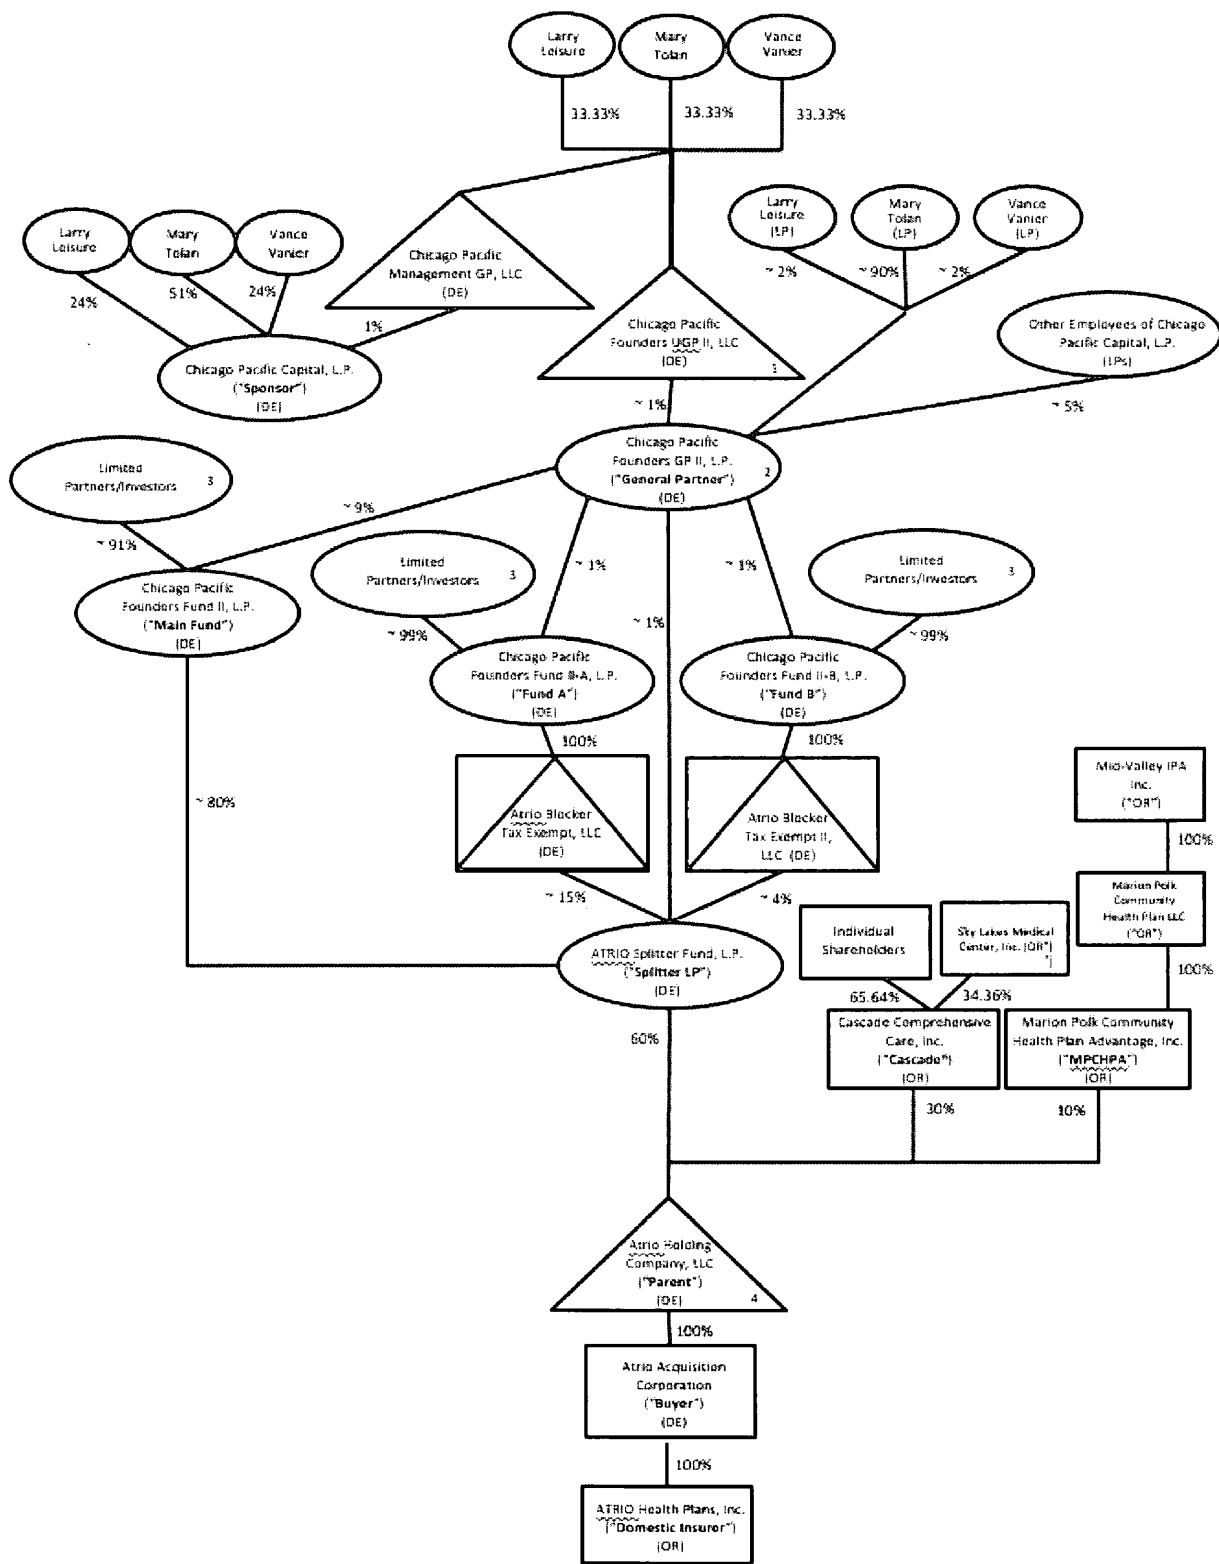 Larry
Leisure
Mary
Tolan
Vance
Vanier
33.33%
33.33%
33.33%
Larry
Leisure
Mary
Tolan
Vance
Vanier
24%
51%
24%
Chicago Pacific
Management GP, LLC
(DE)
1%
Chicago Pacific Capital, L.P.
("Sponsor")
(DE)
Chicago Pacific
Founders UGP II, LLC
(DE)
1
Larry
Leisure
(LP)
Mary
Tolan
(LP)
Vance
Vanier
(LP)
~ 2%
~ 90%
~ 2%
Other Employees of Chicago
Pacific Capital, L.P.
(LPs)
~ 1%
~ 5%
Chicago Pacific
Founders GP II, L.P.
("General Partner")
(DE)
2
Limited
Partners/Investors
3
~ 9%
~ 91%
Chicago Pacific
Founders Fund II, L.P.
("Main Fund")
(DE)
Limited
Partners/Investors
3
~ 1%
~ 1%
~ 1%
Limited
Partners/Investors
3
~ 99%
~ 99%
Chicago Pacific
Founders Fund II-A, L.P.
("Fund A")
(DE)
Chicago Pacific
Founders Fund II-B, L.P.
("Fund B")
(DE)
100%
100%
~ 80%
Atrio Blocker
Tax Exempt, LLC
(DE)
Atrio Blocker
Tax Exempt II,
LLC (DE)
~ 15%
~ 4%
Mid-Valley IPA
Inc.
("OR")
100%
Marion Polk
Community
Health Plan LLC
("OR")
100%
Individual
Shareholders
Sky Lakes Medical
Center, Inc. (OR")
")
65.64%
34.36%
ATRIO Splitter Fund, L.P.
("Splitter LP")
(DE)
60%
Cascade Comprehensive
Care, Inc.
("Cascade")
(OR)
Marion Polk Community
Health Plan Advantage, Inc.
("MPCHPA")
(OR)
30%
10%
Atrio Holding
Company, LLC
("Parent")
(DE)
4
100%
Atrio Acquisition
Corporation
("Buyer")
(DE)
100%
ATRIO Health Plans, Inc.
("Domestic Insurer")
(OR)